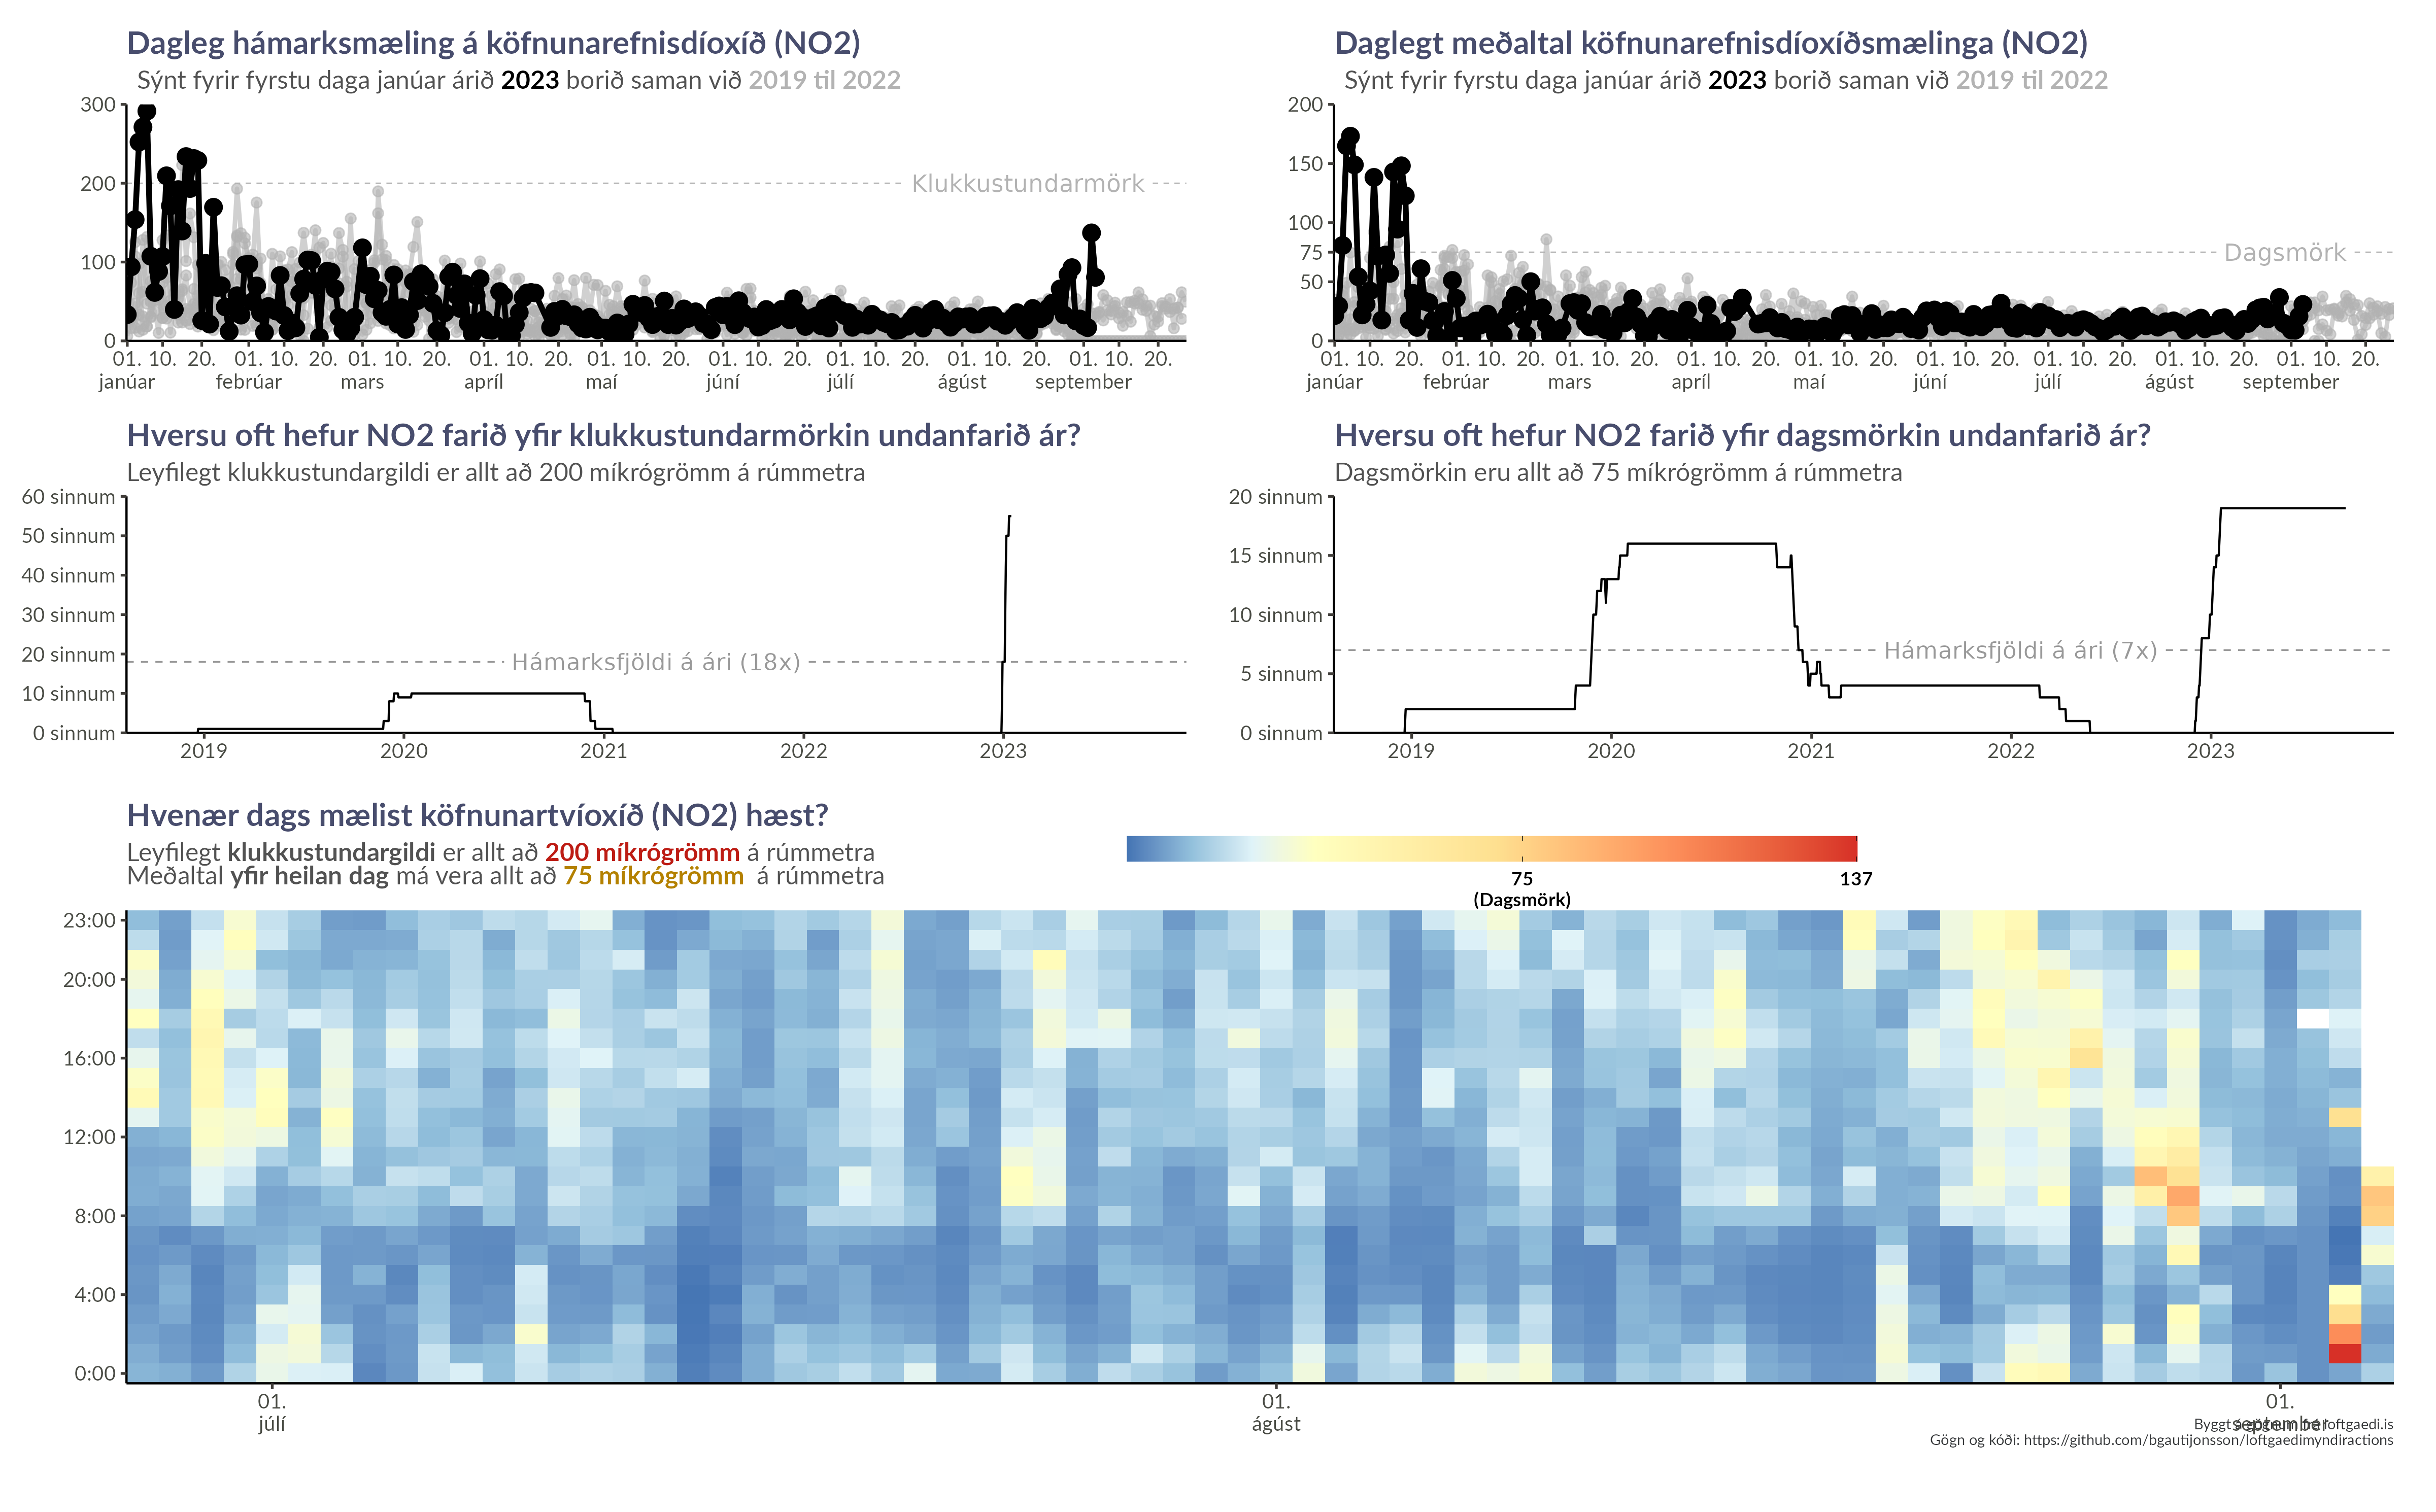 Dagleg hámarksmæling á köfnunarefnisdíoxíð (NO2)
Sýnt fyrir fyrstu daga janúar árið 2023 borið saman við 2019 til 2022
300
200
100
0
Klukkustundarmörk
01. 10. 20. 01. 10. 20. 01. 10. 20. 01. 10. 20. 01. 10. 20. 01. 10. 20. 01. 10. 20. 01. 10. 20. 01. 10. 20.
janúar febrúar mars apríl maí júní júlí ágúst september
Daglegt meðaltal köfnunarefnisdíoxíðsmælinga (NO2)
Sýnt fyrir fyrstu daga janúar árið 2023 borið saman við 2019 til 2022
200
150
100
75
50
0
Dagsmörk
01. 10. 20. 01. 10. 20. 01. 10. 20. 01. 10. 20. 01. 10. 20. 01. 10. 20. 01. 10. 20. 01. 10. 20. 01. 10. 20.
janúar febrúar mars apríl maí júní júlí ágúst september
Hversu oft hefur NO2 farið yfir klukkustundarmörkin undanfarið ár?
Leyfilegt klukkustundargildi er allt að 200 míkrógrömm á rúmmetra
60 sinnum
50 sinnum
40 sinnum
30 sinnum
20 sinnum
10 sinnum
0 sinnum
Hámarksfjöldi á ári (18x)
2019 2020 2021 2022 2023
Hversu oft hefur NO2 farið yfir dagsmörkin undanfarið ár?
Dagsmörkin eru allt að 75 míkrógrömm á rúmmetra
20 sinnum
15 sinnum
10 sinnum
5 sinnum
0 sinnum
Hámarksfjöldi á ári (7x)
2019 2020 2021 2022 2023
Hvenær dags mælist köfnunartvíoxíð (NO2) hæst?
Leyfilegt klukkustundargildi er allt að 200 míkrógrömm á rúmmetra
Meðaltal yfir heilan dag má vera allt að 75 míkrógrömm á rúmmetra
75 137
(Dagsmörk)
23:00
20:00
16:00
12:00
8:00
4:00
0:00
01. 01. 01.
júlí ágúst september
Byggt á gögnum frá loftgaedi.is
Gögn og kóði: https://github.com/bgautijonsson/loftgaedimyndiractions